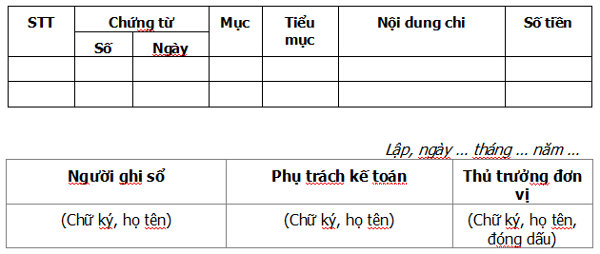 STT Chứng từ Mục Tiểu mục Nội dung chi Số tiền
Số Ngày
Lập, ngày ... tháng ... năm ...
Người ghi sổ Phụ trách kế toán Thủ trưởng đơn vị
(Chữ ký, họ tên) (Chữ ký, họ tên) (Chữ ký, họ tên, đóng dấu)